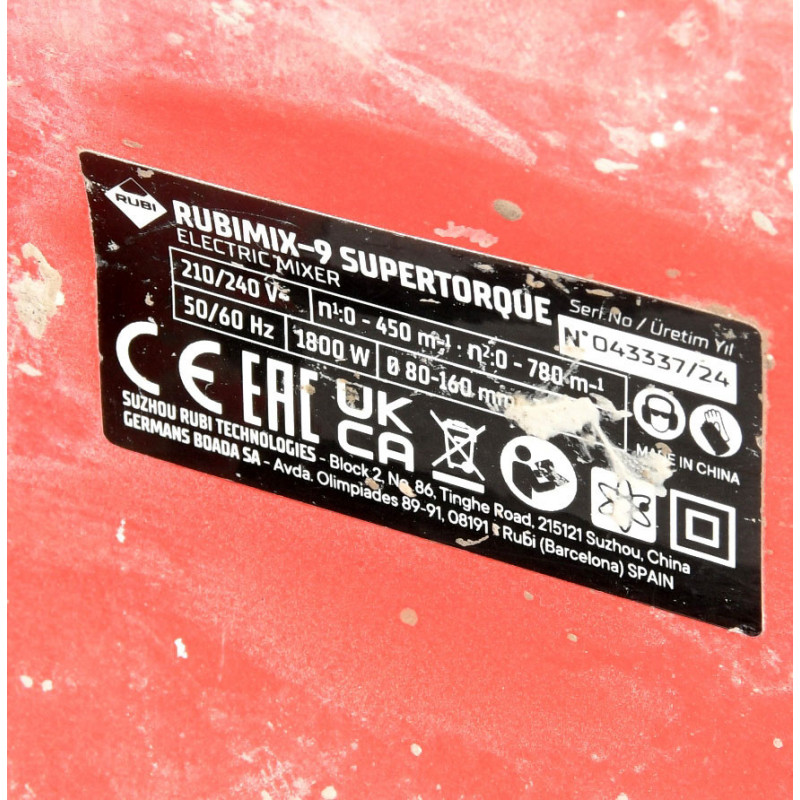 RUBI
RUBIMIX-9 SUPERTORQUE
ELECTRIC MIXER
Seri.No / Üretim Yıl
N° 043337/24
210/240 V~
n¹:0 - 450 m⁻¹ : n²:0 - 780 m⁻¹
50/60 Hz
1800 W
Ø 80-160 mm
CE EAC UK CA
MADE IN CHINA
SUZHOU RUBI TECHNOLOGIES - Block 2, No 86, Tinghe Road, 215121 Suzhou, China
GERMANS BOADA SA - Avda. Olimpiades 89-91, 08191 - Rubí (Barcelona) SPAIN